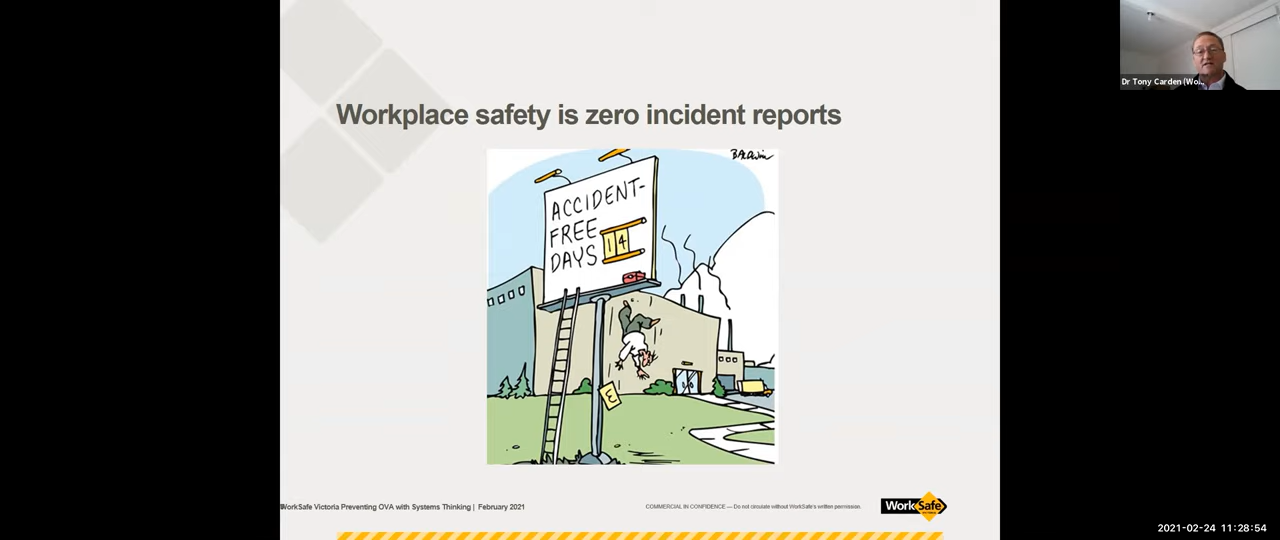 Dr Tony Carden (Wo...
Workplace safety is zero incident reports
BALDWIN
ACCIDENT-
FREE
DAYS 14
3
WorkSafe Victoria Preventing OVA with Systems Thinking | February 2021
COMMERCIAL IN CONFIDENCE — Do not circulate without WorkSafe's written permission.
WorkSafe
2021-02-24 11:28:54